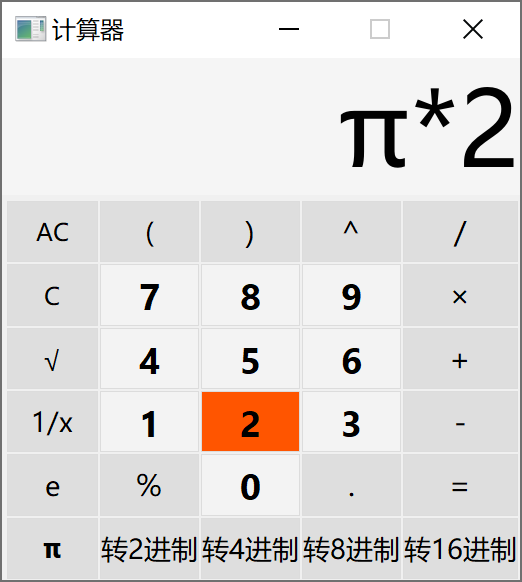 计算器
π*2
AC ( ) ^ /
C 7 8 9 ×
√ 4 5 6 +
1/x 1 2 3 -
e % 0 . =
π 转2进制 转4进制 转8进制 转16进制